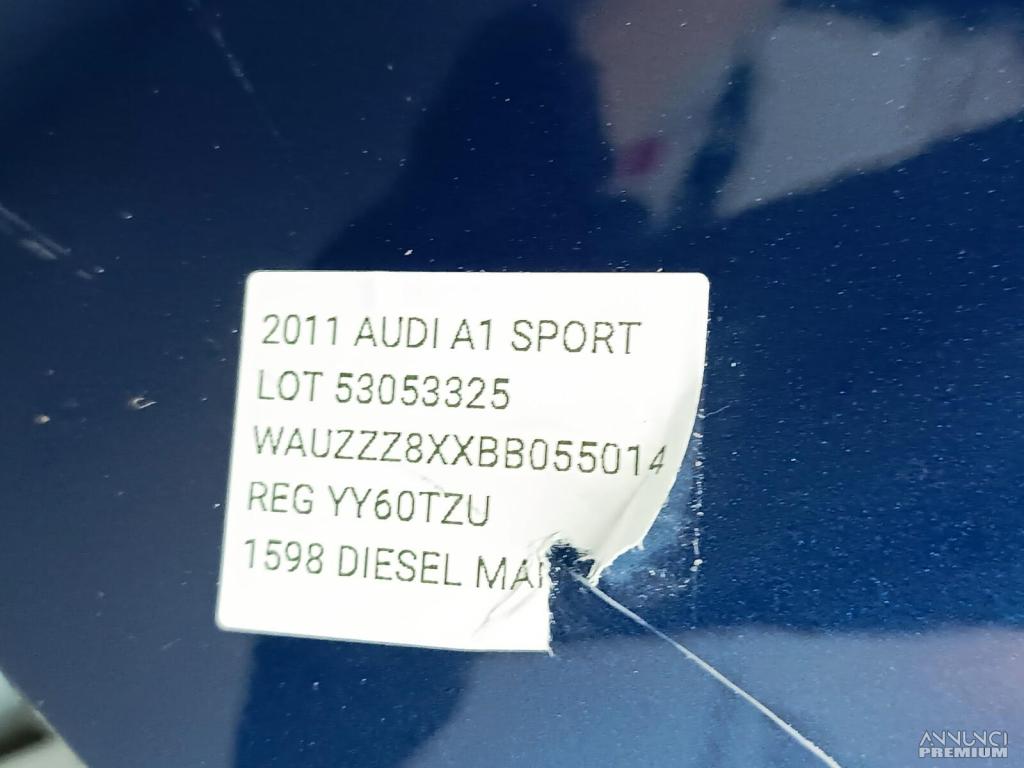 2011 AUDI A1 SPORT
LOT 53053325
WAUZZZ8XXBB055014
REG YY60TZU
1598 DIESEL
ANNUNCI
PREMIUM